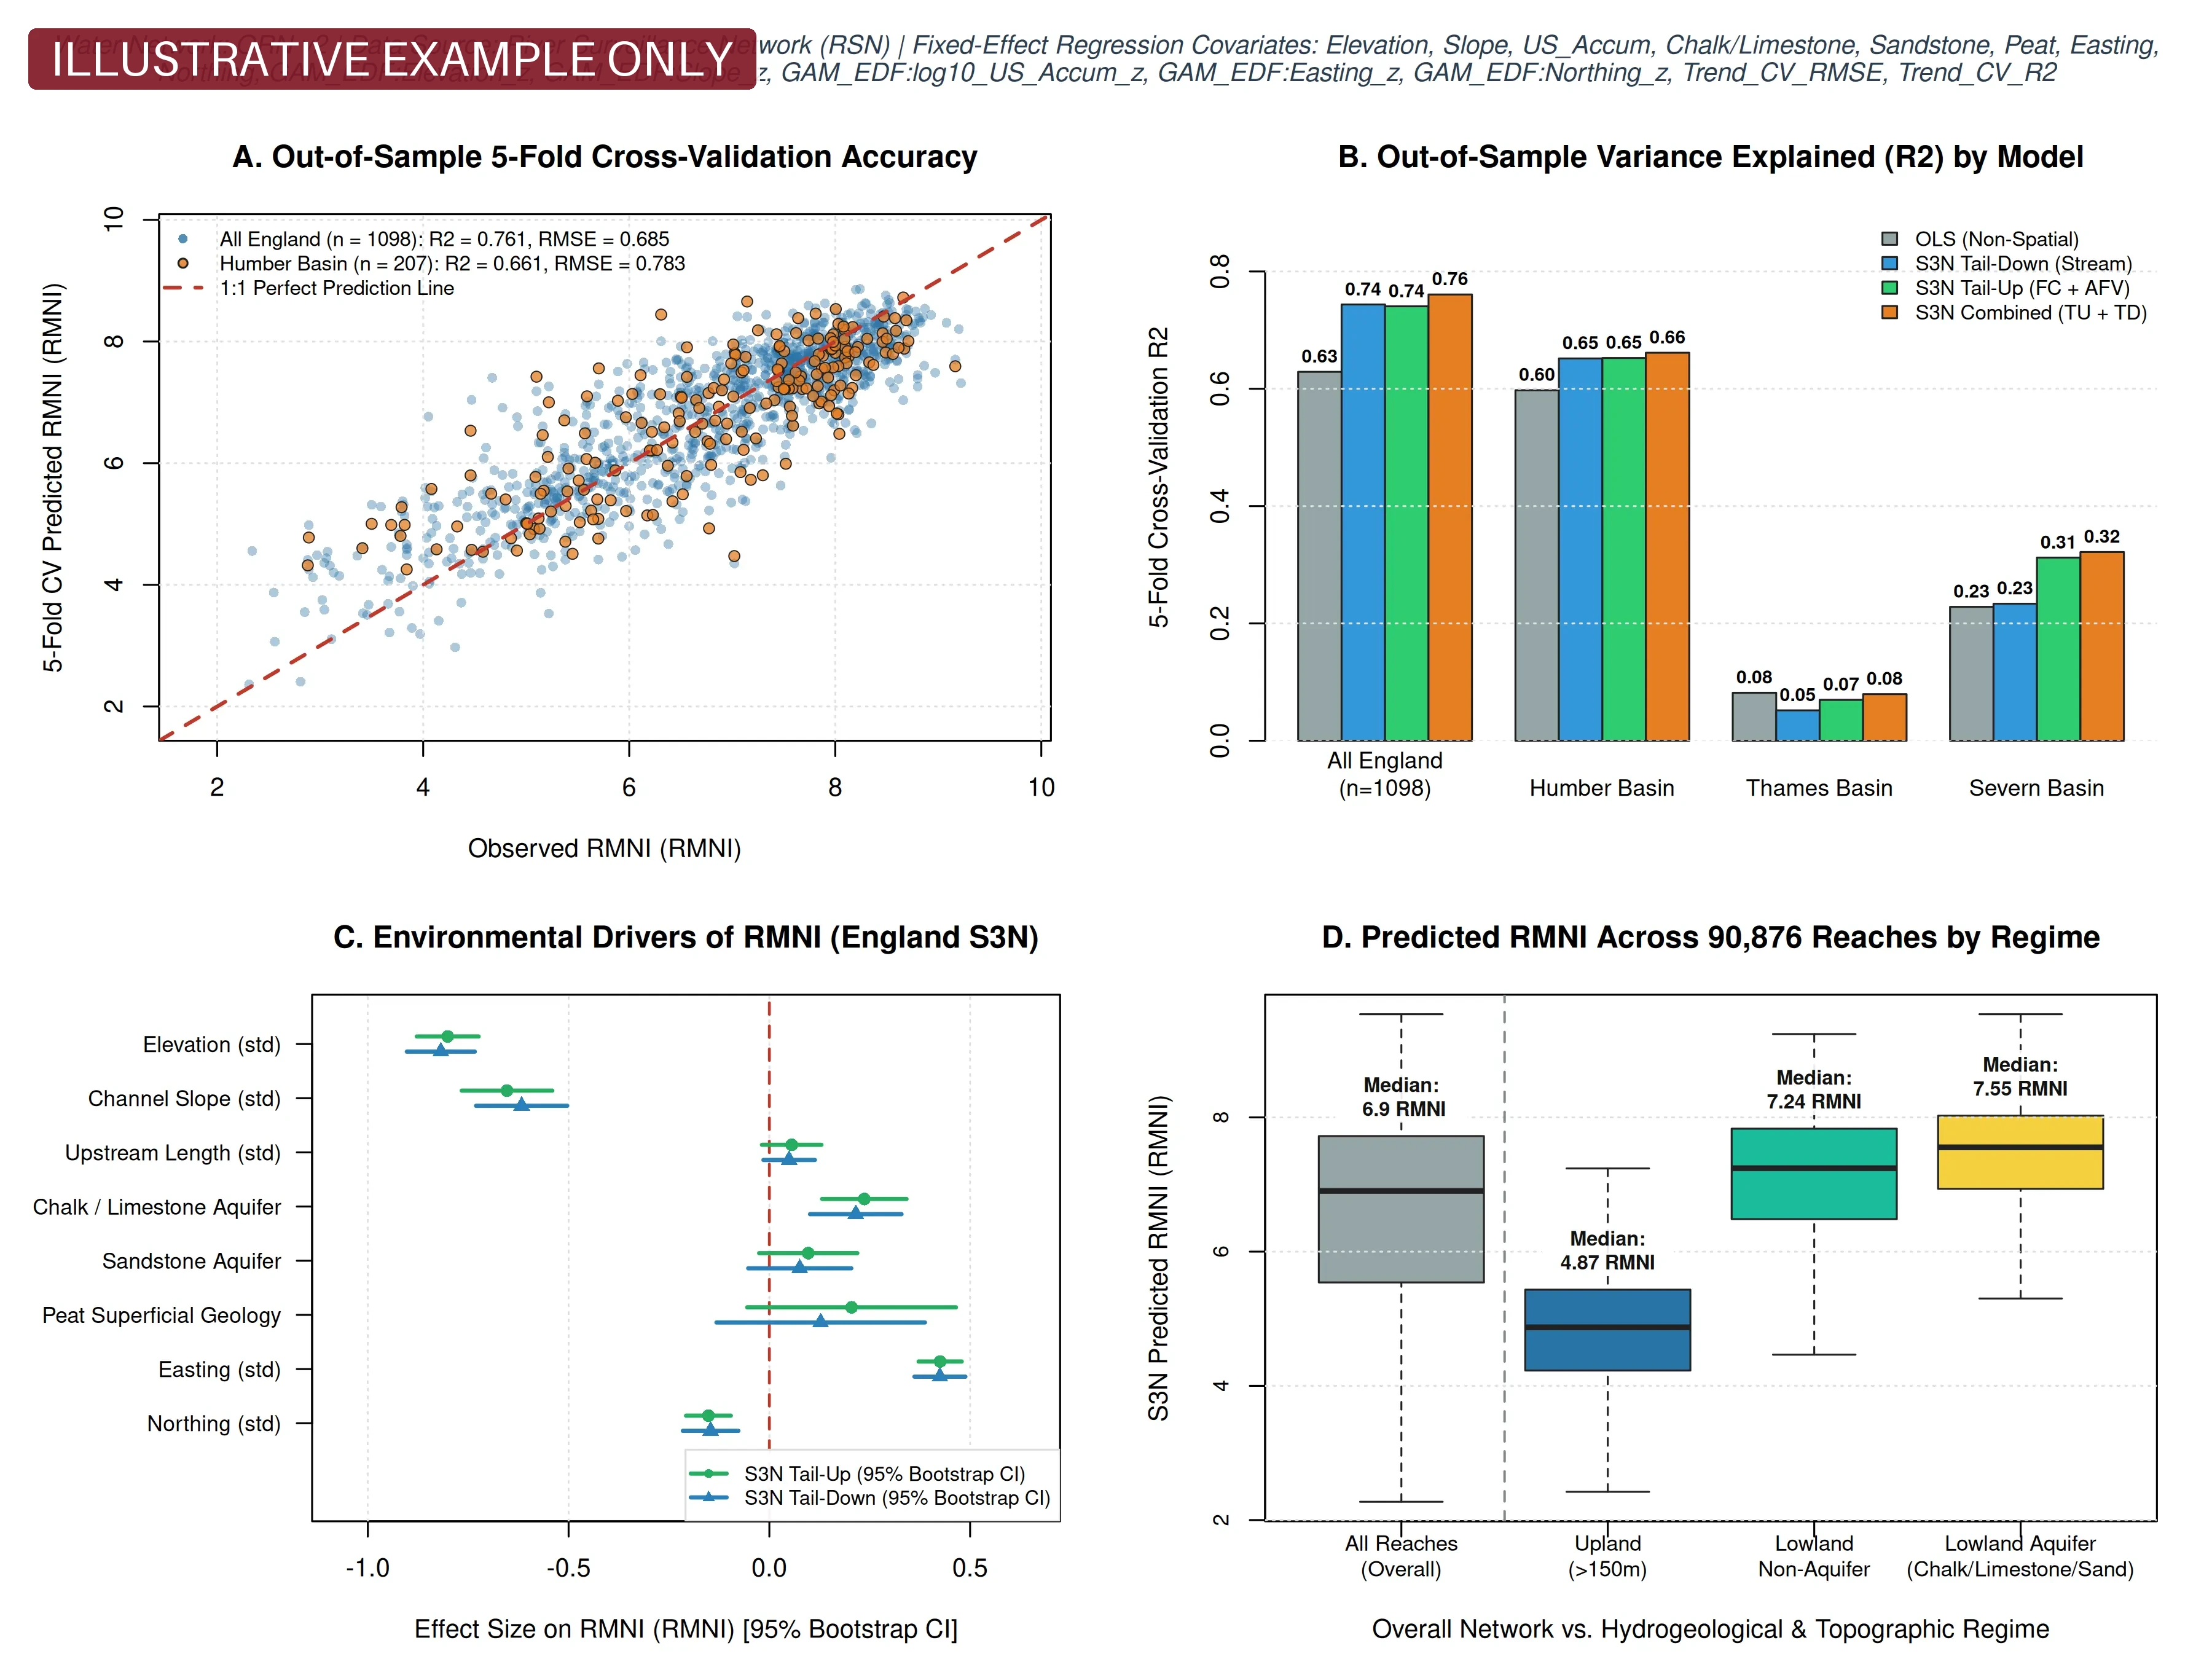 ILLUSTRATIVE EXAMPLE ONLY
work (RSN) | Fixed-Effect Regression Covariates: Elevation, Slope, US_Accum, Chalk/Limestone, Sandstone, Peat, Easting,
z, GAM_EDF:log10_US_Accum_z, GAM_EDF:Easting_z, GAM_EDF:Northing_z, Trend_CV_RMSE, Trend_CV_R2
A. Out-of-Sample 5-Fold Cross-Validation Accuracy
5-Fold CV Predicted RMNI (RMNI)
10
8
6
4
2
All England (n = 1098): R2 = 0.761, RMSE = 0.685
Humber Basin (n = 207): R2 = 0.661, RMSE = 0.783
1:1 Perfect Prediction Line
2 4 6 8 10
Observed RMNI (RMNI)
B. Out-of-Sample Variance Explained (R2) by Model
5-Fold Cross-Validation R2
0.8
0.6
0.4
0.2
0.0
OLS (Non-Spatial)
S3N Tail-Down (Stream)
S3N Tail-Up (FC + AFV)
S3N Combined (TU + TD)
0.63 0.74 0.74 0.76
0.60 0.65 0.65 0.66
0.08 0.05 0.07 0.08
0.23 0.23 0.31 0.32
All England
(n=1098)
Humber Basin
Thames Basin
Severn Basin
C. Environmental Drivers of RMNI (England S3N)
Elevation (std)
Channel Slope (std)
Upstream Length (std)
Chalk / Limestone Aquifer
Sandstone Aquifer
Peat Superficial Geology
Easting (std)
Northing (std)
S3N Tail-Up (95% Bootstrap CI)
S3N Tail-Down (95% Bootstrap CI)
-1.0 -0.5 0.0 0.5
Effect Size on RMNI (RMNI) [95% Bootstrap CI]
D. Predicted RMNI Across 90,876 Reaches by Regime
S3N Predicted RMNI (RMNI)
8
6
4
2
Median:
6.9 RMNI
Median:
4.87 RMNI
Median:
7.24 RMNI
Median:
7.55 RMNI
All Reaches
(Overall)
Upland
(>150m)
Lowland
Non-Aquifer
Lowland Aquifer
(Chalk/Limestone/Sand)
Overall Network vs. Hydrogeological & Topographic Regime